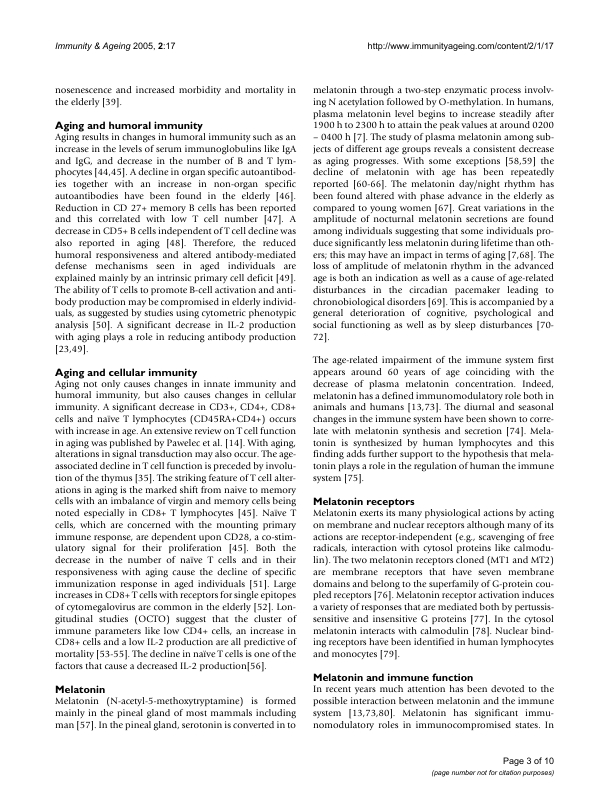 Immunity & Ageing 2005, 2:17
http://www.immunityageing.com/content/2/1/17
nosenescence and increased morbidity and mortality in
the elderly [39].
Aging and humoral immunity
Aging results in changes in humoral immunity such as an
increase in the levels of serum immunoglobulins like IgA
and IgG, and decrease in the number of B and T lym-
phocytes [44,45]. A decline in organ specific autoantibod-
ies together with an increase in non-organ specific
autoantibodies have been found in the elderly [46].
Reduction in CD 27+ memory B cells has been reported
and this correlated with low T cell number [47]. A
decrease in CD5+ B cells independent of T cell decline was
also reported in aging [48]. Therefore, the reduced
humoral responsiveness and altered antibody-mediated
defense mechanisms seen in aged individuals are
explained mainly by an intrinsic primary cell deficit [49].
The ability of T cells to promote B-cell activation and anti-
body production may be compromised in elderly individ-
uals, as suggested by studies using cytometric phenotypic
analysis [50]. A significant decrease in IL-2 production
with aging plays a role in reducing antibody production
[23,49].
Aging and cellular immunity
Aging not only causes changes in innate immunity and
humoral immunity, but also causes changes in cellular
immunity. A significant decrease in CD3+, CD4+, CD8+
cells and naïve T lymphocytes (CD45RA+CD4+) occurs
with increase in age. An extensive review on T cell function
in aging was published by Pawelec et al. [14]. With aging,
alterations in signal transduction may also occur. The age-
associated decline in T cell function is preceded by involu-
tion of the thymus [35]. The striking feature of T cell alter-
ations in aging is the marked shift from naive to memory
cells with an imbalance of virgin and memory cells being
noted especially in CD8+ T lymphocytes [45]. Naïve T
cells, which are concerned with the mounting primary
immune response, are dependent upon CD28, a co-stim-
ulatory signal for their proliferation [45]. Both the
decrease in the number of naïve T cells and in their
responsiveness with aging cause the decline of specific
immunization response in aged individuals [51]. Large
increases in CD8+ T cells with receptors for single epitopes
of cytomegalovirus are common in the elderly [52]. Lon-
gitudinal studies (OCTO) suggest that the cluster of
immune parameters like low CD4+ cells, an increase in
CD8+ cells and a low IL-2 production are all predictive of
mortality [53-55]. The decline in naïve T cells is one of the
factors that cause a decreased IL-2 production[56].
Melatonin
Melatonin (N-acetyl-5-methoxytryptamine) is formed
mainly in the pineal gland of most mammals including
man [57]. In the pineal gland, serotonin is converted in to
melatonin through a two-step enzymatic process involv-
ing N acetylation followed by O-methylation. In humans,
plasma melatonin level begins to increase steadily after
1900 h to 2300 h to attain the peak values at around 0200
– 0400 h [7]. The study of plasma melatonin among sub-
jects of different age groups reveals a consistent decrease
as aging progresses. With some exceptions [58,59] the
decline of melatonin with age has been repeatedly
reported [60-66]. The melatonin day/night rhythm has
been found altered with phase advance in the elderly as
compared to young women [67]. Great variations in the
amplitude of nocturnal melatonin secretions are found
among individuals suggesting that some individuals pro-
duce significantly less melatonin during lifetime than oth-
ers; this may have an impact in terms of aging [7,68]. The
loss of amplitude of melatonin rhythm in the advanced
age is both an indication as well as a cause of age-related
disturbances in the circadian pacemaker leading to
chronobiological disorders [69]. This is accompanied by a
general deterioration of cognitive, psychological and
social functioning as well as by sleep disturbances [70-
72].
The age-related impairment of the immune system first
appears around 60 years of age coinciding with the
decrease of plasma melatonin concentration. Indeed,
melatonin has a defined immunomodulatory role both in
animals and humans [13,73]. The diurnal and seasonal
changes in the immune system have been shown to corre-
late with melatonin synthesis and secretion [74]. Mela-
tonin is synthesized by human lymphocytes and this
finding adds further support to the hypothesis that mela-
tonin plays a role in the regulation of human the immune
system [75].
Melatonin receptors
Melatonin exerts its many physiological actions by acting
on membrane and nuclear receptors although many of its
actions are receptor-independent (e.g., scavenging of free
radicals, interaction with cytosol proteins like calmodu-
lin). The two melatonin receptors cloned (MT1 and MT2)
are membrane receptors that have seven membrane
domains and belong to the superfamily of G-protein cou-
pled receptors [76]. Melatonin receptor activation induces
a variety of responses that are mediated both by pertussis-
sensitive and insensitive G proteins [77]. In the cytosol
melatonin interacts with calmodulin [78]. Nuclear bind-
ing receptors have been identified in human lymphocytes
and monocytes [79].
Melatonin and immune function
In recent years much attention has been devoted to the
possible interaction between melatonin and the immune
system [13,73,80]. Melatonin has significant immu-
nomodulatory roles in immunocompromised states. In
Page 3 of 10
(page number not for citation purposes)